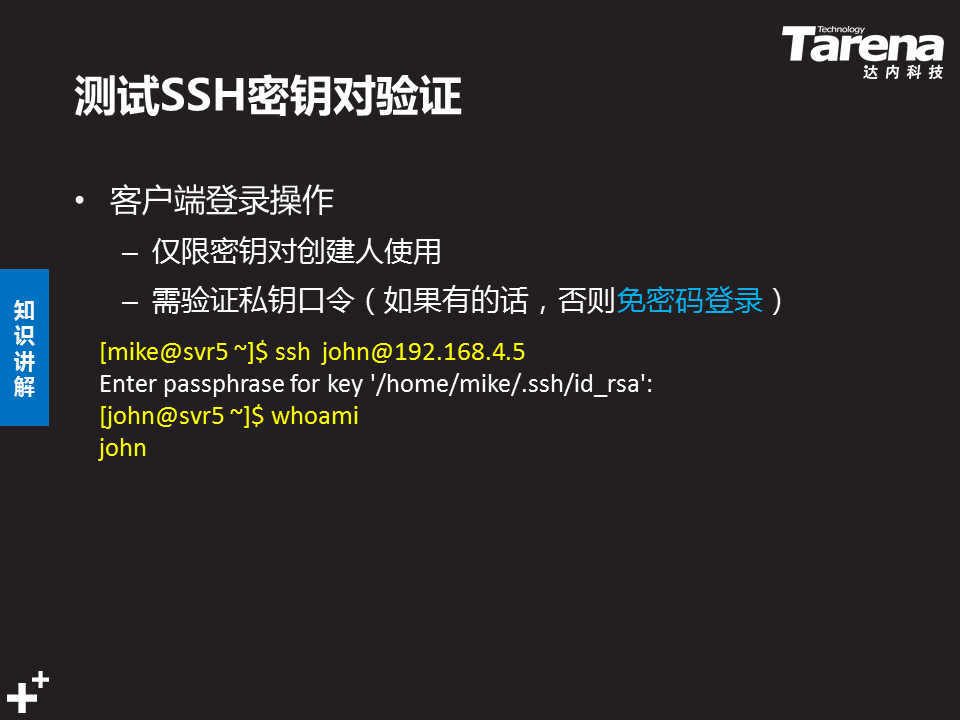 Technology
Tarena
达内科技
测试SSH密钥对验证
• 客户端登录操作
– 仅限密钥对创建人使用
– 需验证私钥口令（如果有的话，否则免密码登录）
知识讲解
[mike@svr5 ~]$ ssh  john@192.168.4.5
Enter passphrase for key '/home/mike/.ssh/id_rsa':
[john@svr5 ~]$ whoami
john